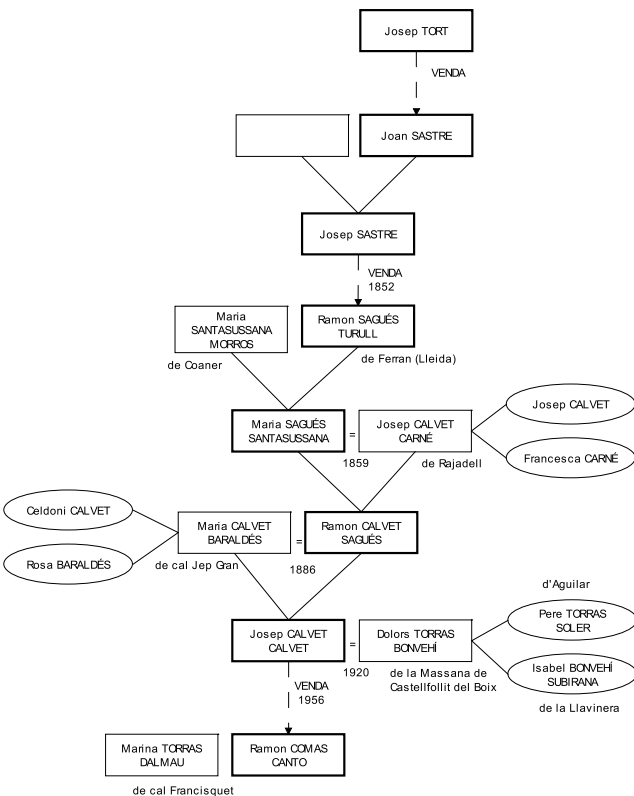 Josep TORT
VENDA
Joan SASTRE
Josep SASTRE
VENDA
1852
Maria
SANTASUSSANA
MORROS
Ramon SAGUÉS
TURULL
de Coaner
de Ferran (Lleida)
Maria SAGUÉS
SANTASUSSANA
=
Josep CALVET
CARNÉ
Josep CALVET
Francesca CARNÉ
1859
de Rajadell
Celdoni CALVET
Rosa BARALDÉS
Maria CALVET
BARALDÉS
=
Ramon CALVET
SAGUÉS
de cal Jep Gran
1886
d'Aguilar
Josep CALVET
CALVET
=
Dolors TORRAS
BONVEHÍ
Pere TORRAS
SOLER
Isabel BONVEHÍ
SUBIRANA
1920
de la Massana de
Castellfollit del Boix
de la Llavinera
VENDA
1956
Marina TORRAS
DALMAU
Ramon COMAS
CANTO
de cal Francisquet